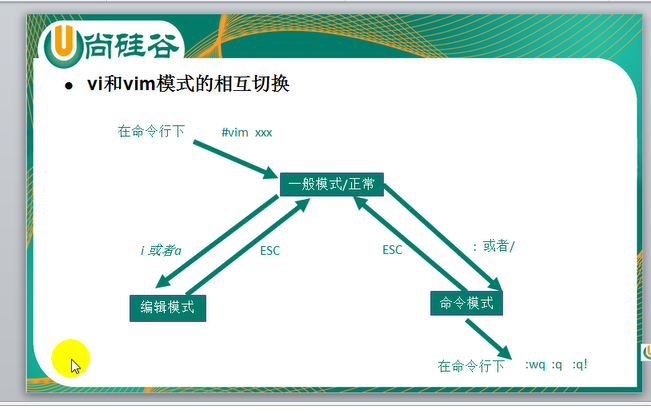 尚硅谷
vi和vim模式的相互切换
在命令行下 #vim xxx
一般模式/正常
i 或者a ESC ESC : 或者/
编辑模式 命令模式
在命令行下 :wq :q :q!